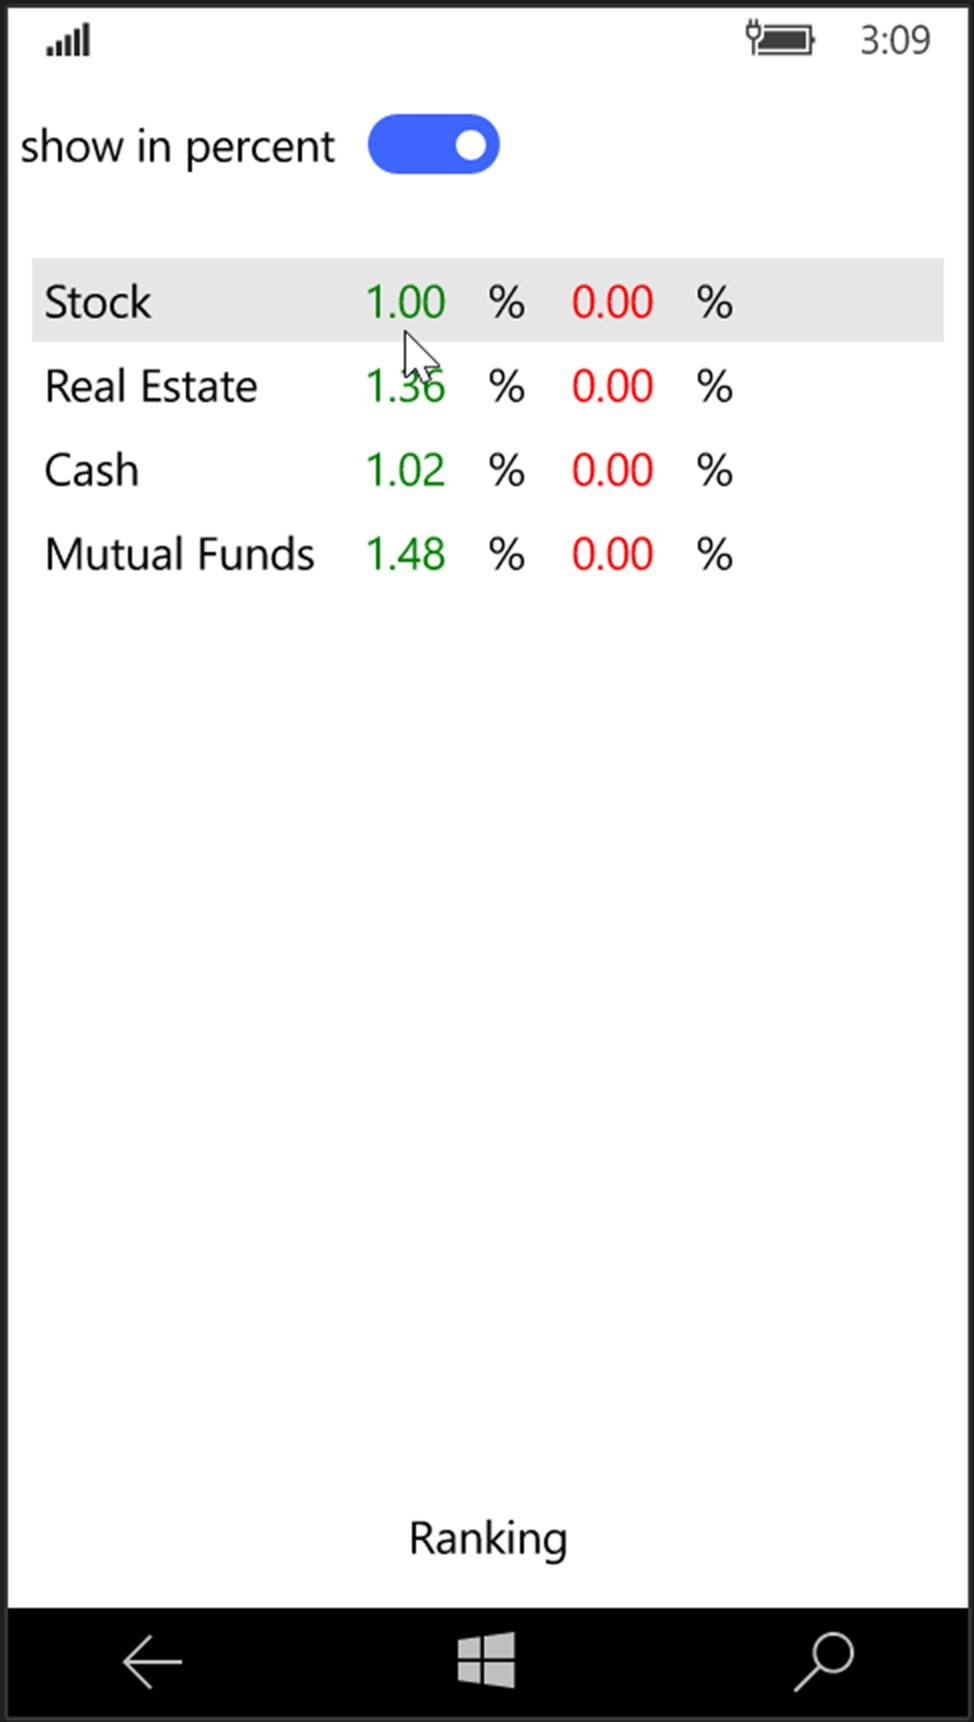 3:09
show in percent
Stock 1.00 % 0.00 %
Real Estate 1.36 % 0.00 %
Cash 1.02 % 0.00 %
Mutual Funds 1.48 % 0.00 %
Ranking